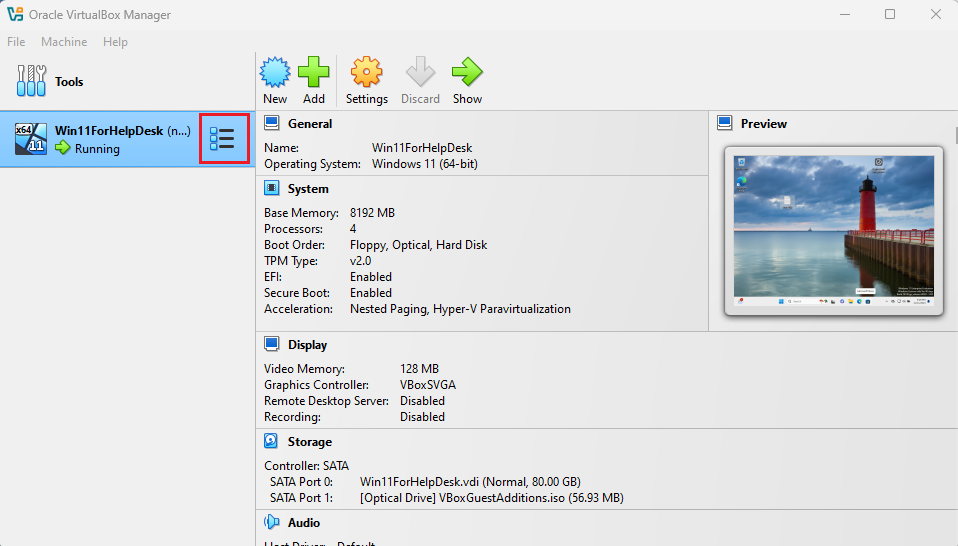 Oracle VirtualBox Manager
File Machine Help
Tools
New Add Settings Discard Show
x64 11
Win11ForHelpDesk (n...)
Running
General
Name: Win11ForHelpDesk
Operating System: Windows 11 (64-bit)
System
Base Memory: 8192 MB
Processors: 4
Boot Order: Floppy, Optical, Hard Disk
TPM Type: v2.0
EFI: Enabled
Secure Boot: Enabled
Acceleration: Nested Paging, Hyper-V Paravirtualization
Preview
Display
Video Memory: 128 MB
Graphics Controller: VBoxSVGA
Remote Desktop Server: Disabled
Recording: Disabled
Storage
Controller: SATA
SATA Port 0: Win11ForHelpDesk.vdi (Normal, 80.00 GB)
SATA Port 1: [Optical Drive] VBoxGuestAdditions.iso (56.93 MB)
Audio
Host Driver: Default